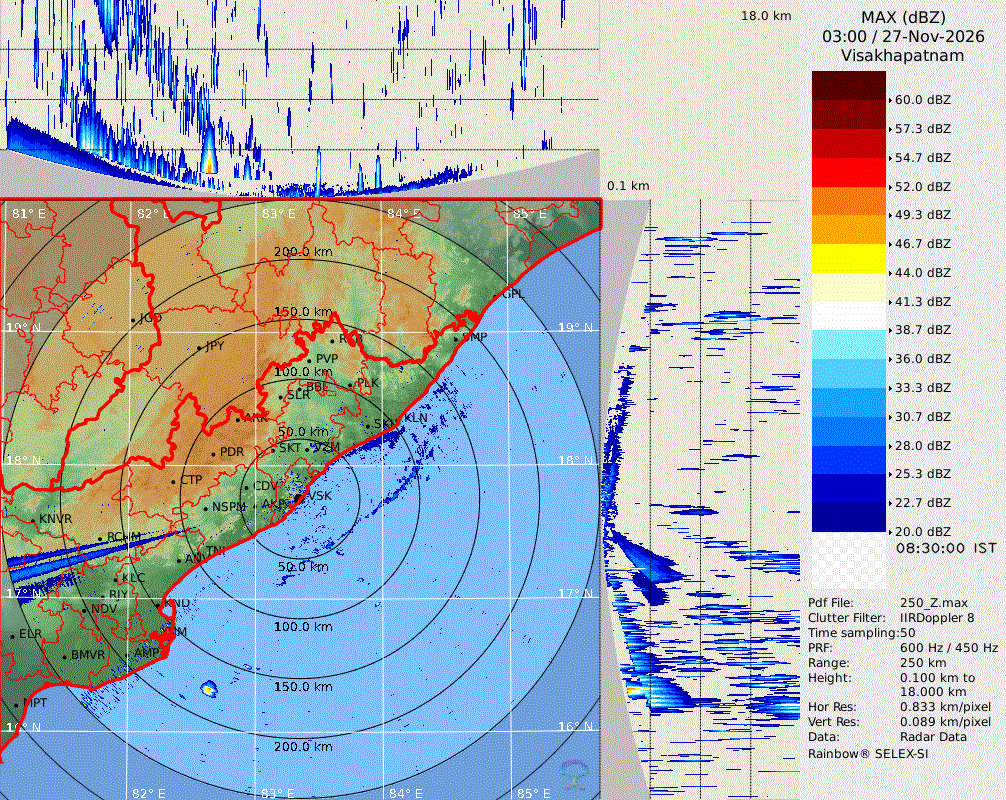 18.0 km
0.1 km
MAX (dBZ)
03:00 / 27-Nov-2026
Visakhapatnam
60.0 dBZ
57.3 dBZ
54.7 dBZ
52.0 dBZ
49.3 dBZ
46.7 dBZ
44.0 dBZ
41.3 dBZ
38.7 dBZ
36.0 dBZ
33.3 dBZ
30.7 dBZ
28.0 dBZ
25.3 dBZ
22.7 dBZ
20.0 dBZ
08:30:00 IST
Pdf File: 250_Z.max
Clutter Filter: IIRDoppler 8
Time sampling:50
PRF: 600 Hz / 450 Hz
Range: 250 km
Height: 0.100 km to
18.000 km
Hor Res: 0.833 km/pixel
Vert Res: 0.089 km/pixel
Data: Radar Data
Rainbow® SELEX-SI
81° E 82° E 83° E 84° E 85° E
200.0 km
GPL
150.0 km
JGD
19° N 19° N
JPY
SMP
PVP
100.0 km
PLK
SLR
KLN
50.0 km
SKT VZM
PDR
18° N 18° N
CTP
CDV
VSK
NSPM AKP
KNVR
RCHM
TNI
50.0 km
KLC
17° N 17° N
RJY
KND
NDV
100.0 km
ELR
BMVR AMP
150.0 km
MPT
16° N 16° N
200.0 km
82° E 83° E 84° E 85° E